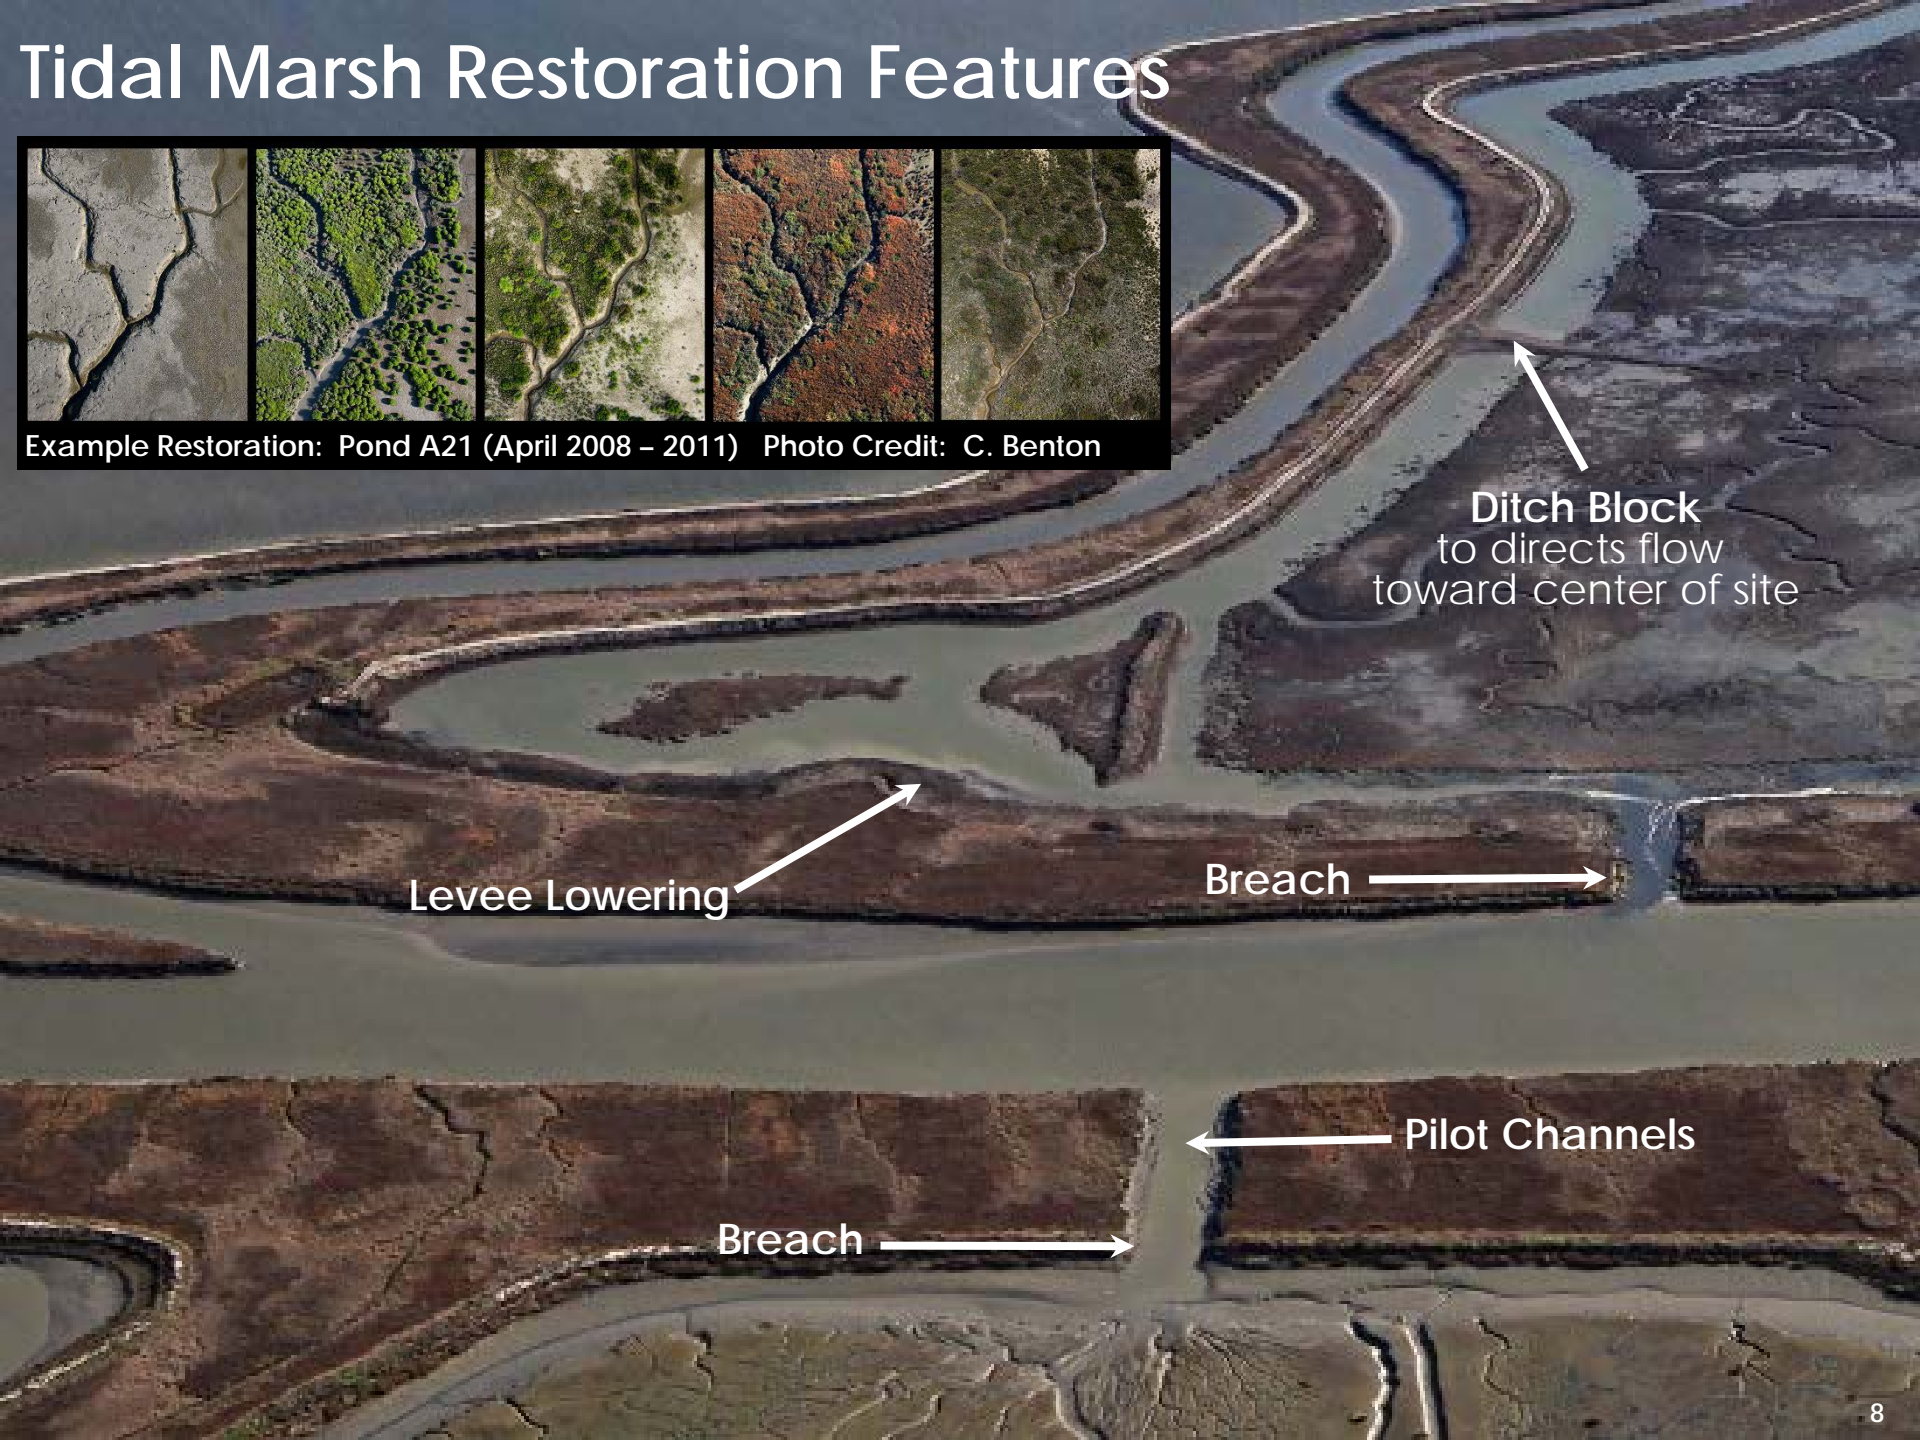 Tidal Marsh Restoration Features
Example Restoration:  Pond A21 (April 2008 – 2011)   Photo Credit:  C. Benton
Ditch Block
to directs flow
toward center of site
Levee Lowering
Breach
Pilot Channels
Breach
8